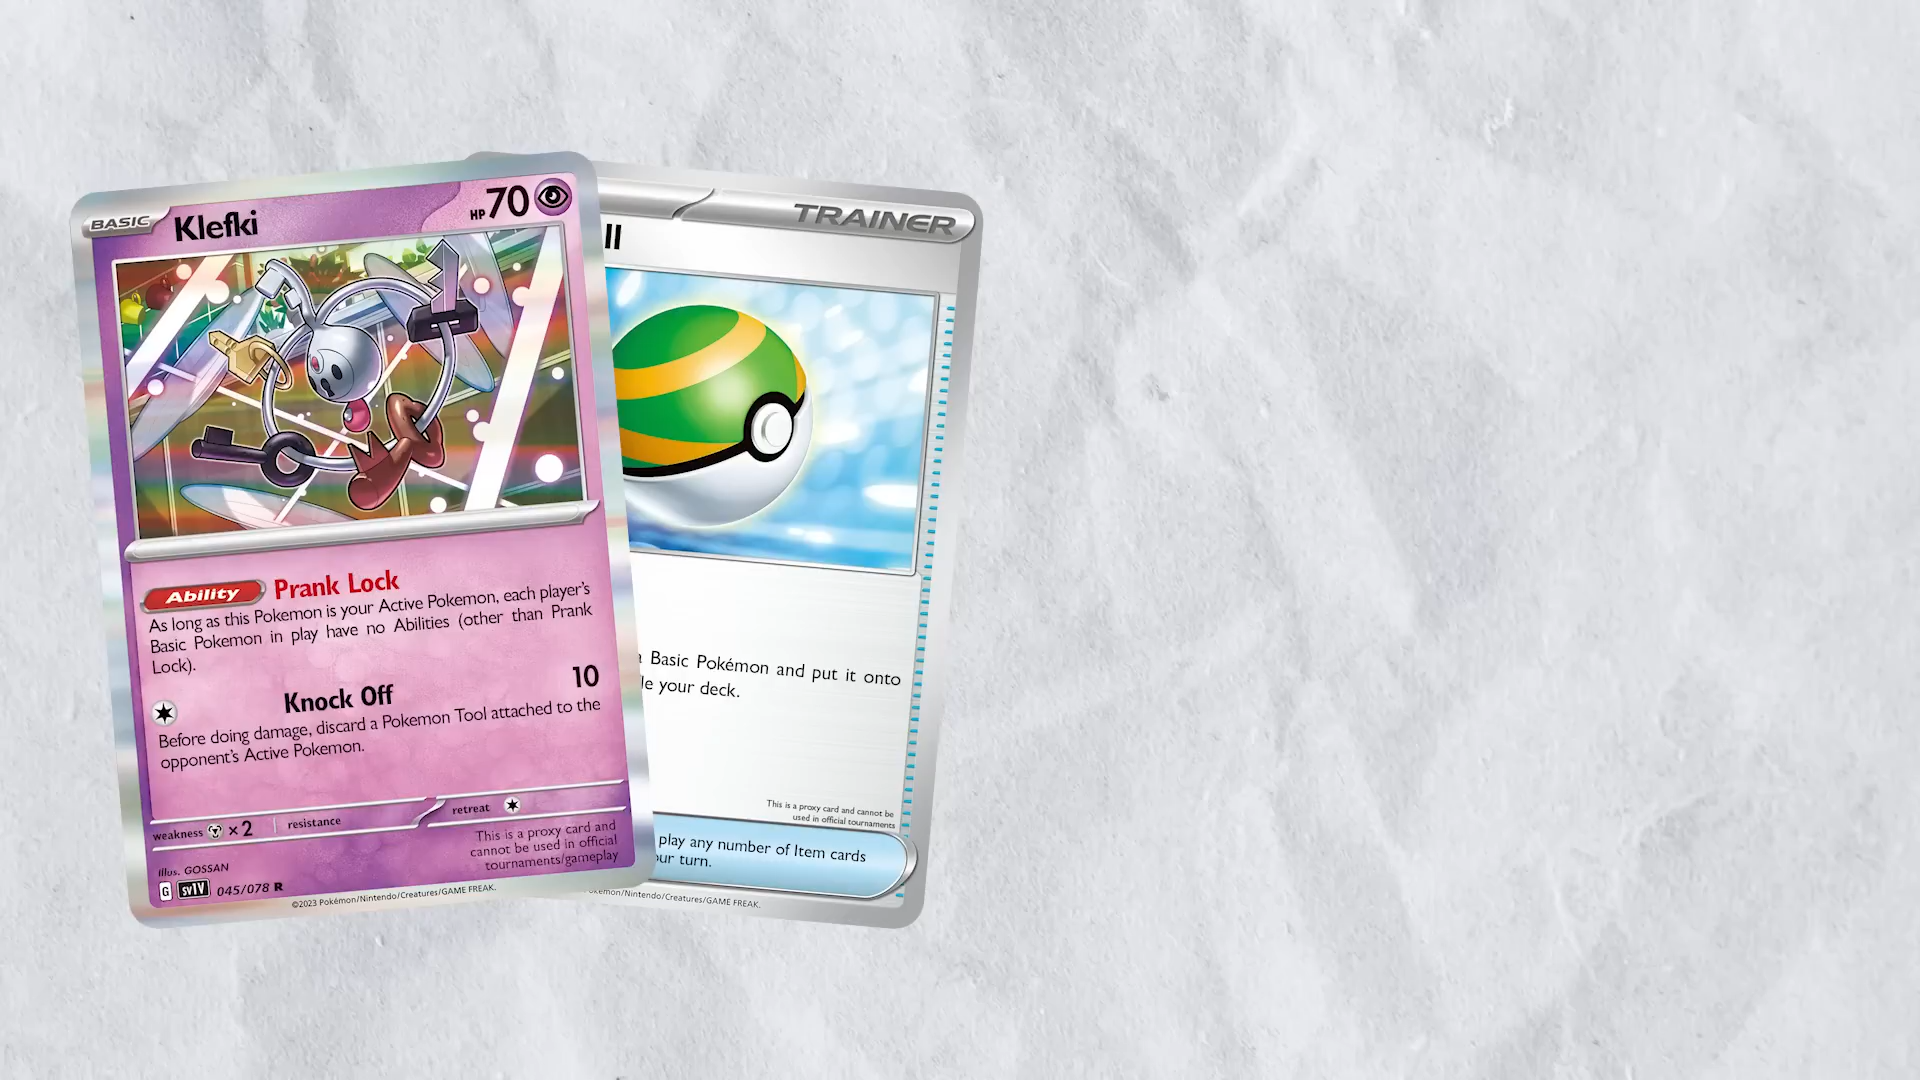 BASIC
Klefki
HP 70
Ability Prank Lock
As long as this Pokemon is your Active Pokemon, each player's
Basic Pokemon in play have no Abilities (other than Prank
Lock).
Knock Off 10
Before doing damage, discard a Pokemon Tool attached to the
opponent's Active Pokemon.
weakness ×2 resistance
retreat
This is a proxy card and
cannot be used in official
tournaments/gameplay
Illus. GOSSAN
G SV1V 045/078 R
©2023 Pokémon/Nintendo/Creatures/GAME FREAK.
TRAINER
ll
Basic Pokémon and put it onto
le your deck.
This is a proxy card and cannot be
used in official tournaments
play any number of Item cards
our turn.
okemon/Nintendo/Creatures/GAME FREAK.